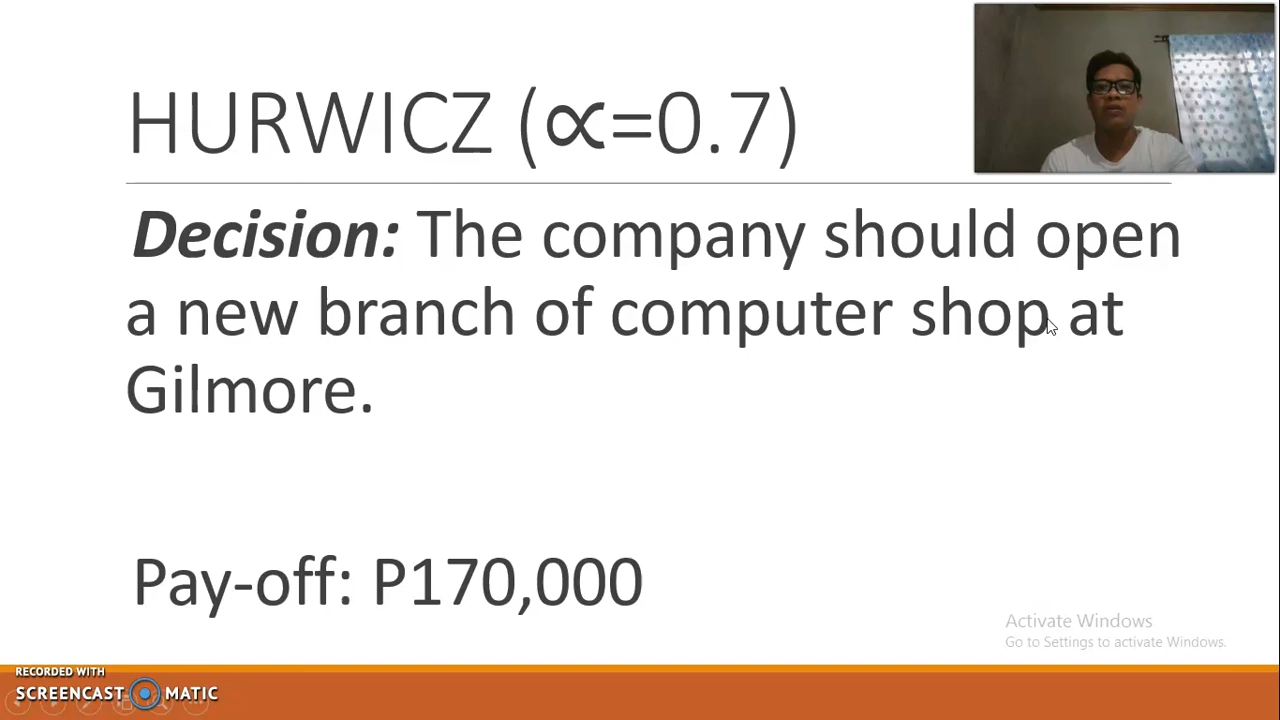 HURWICZ (∝=0.7)
Decision: The company should open
a new branch of computer shop at
Gilmore.
Pay-off: P170,000
Activate Windows
Go to Settings to activate Windows.
RECORDED WITH
SCREENCAST MATIC